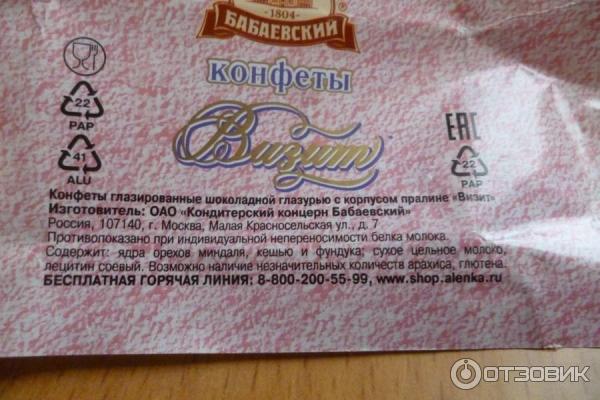 · 1804 ·
БАБАЕВСКИЙ
конфеты
Визит
22
PAP
41
ALU
EAC
22
PAP
Конфеты глазированные шоколадной глазурью с корпусом пралине "Визит"
Изготовитель: ОАО «Кондитерский концерн Бабаевский»
Россия, 107140, г. Москва, Малая Красносельская ул., д. 7
Противопоказано при индивидуальной непереносимости белка молока.
Содержит: ядра орехов миндаля, кешью и фундука; сухое цельное молоко,
лецитин соевый. Возможно наличие незначительных количеств арахиса, глютена.
БЕСПЛАТНАЯ ГОРЯЧАЯ ЛИНИЯ: 8-800-200-55-99, www.shop.alenka.ru
ОТЗОВИК